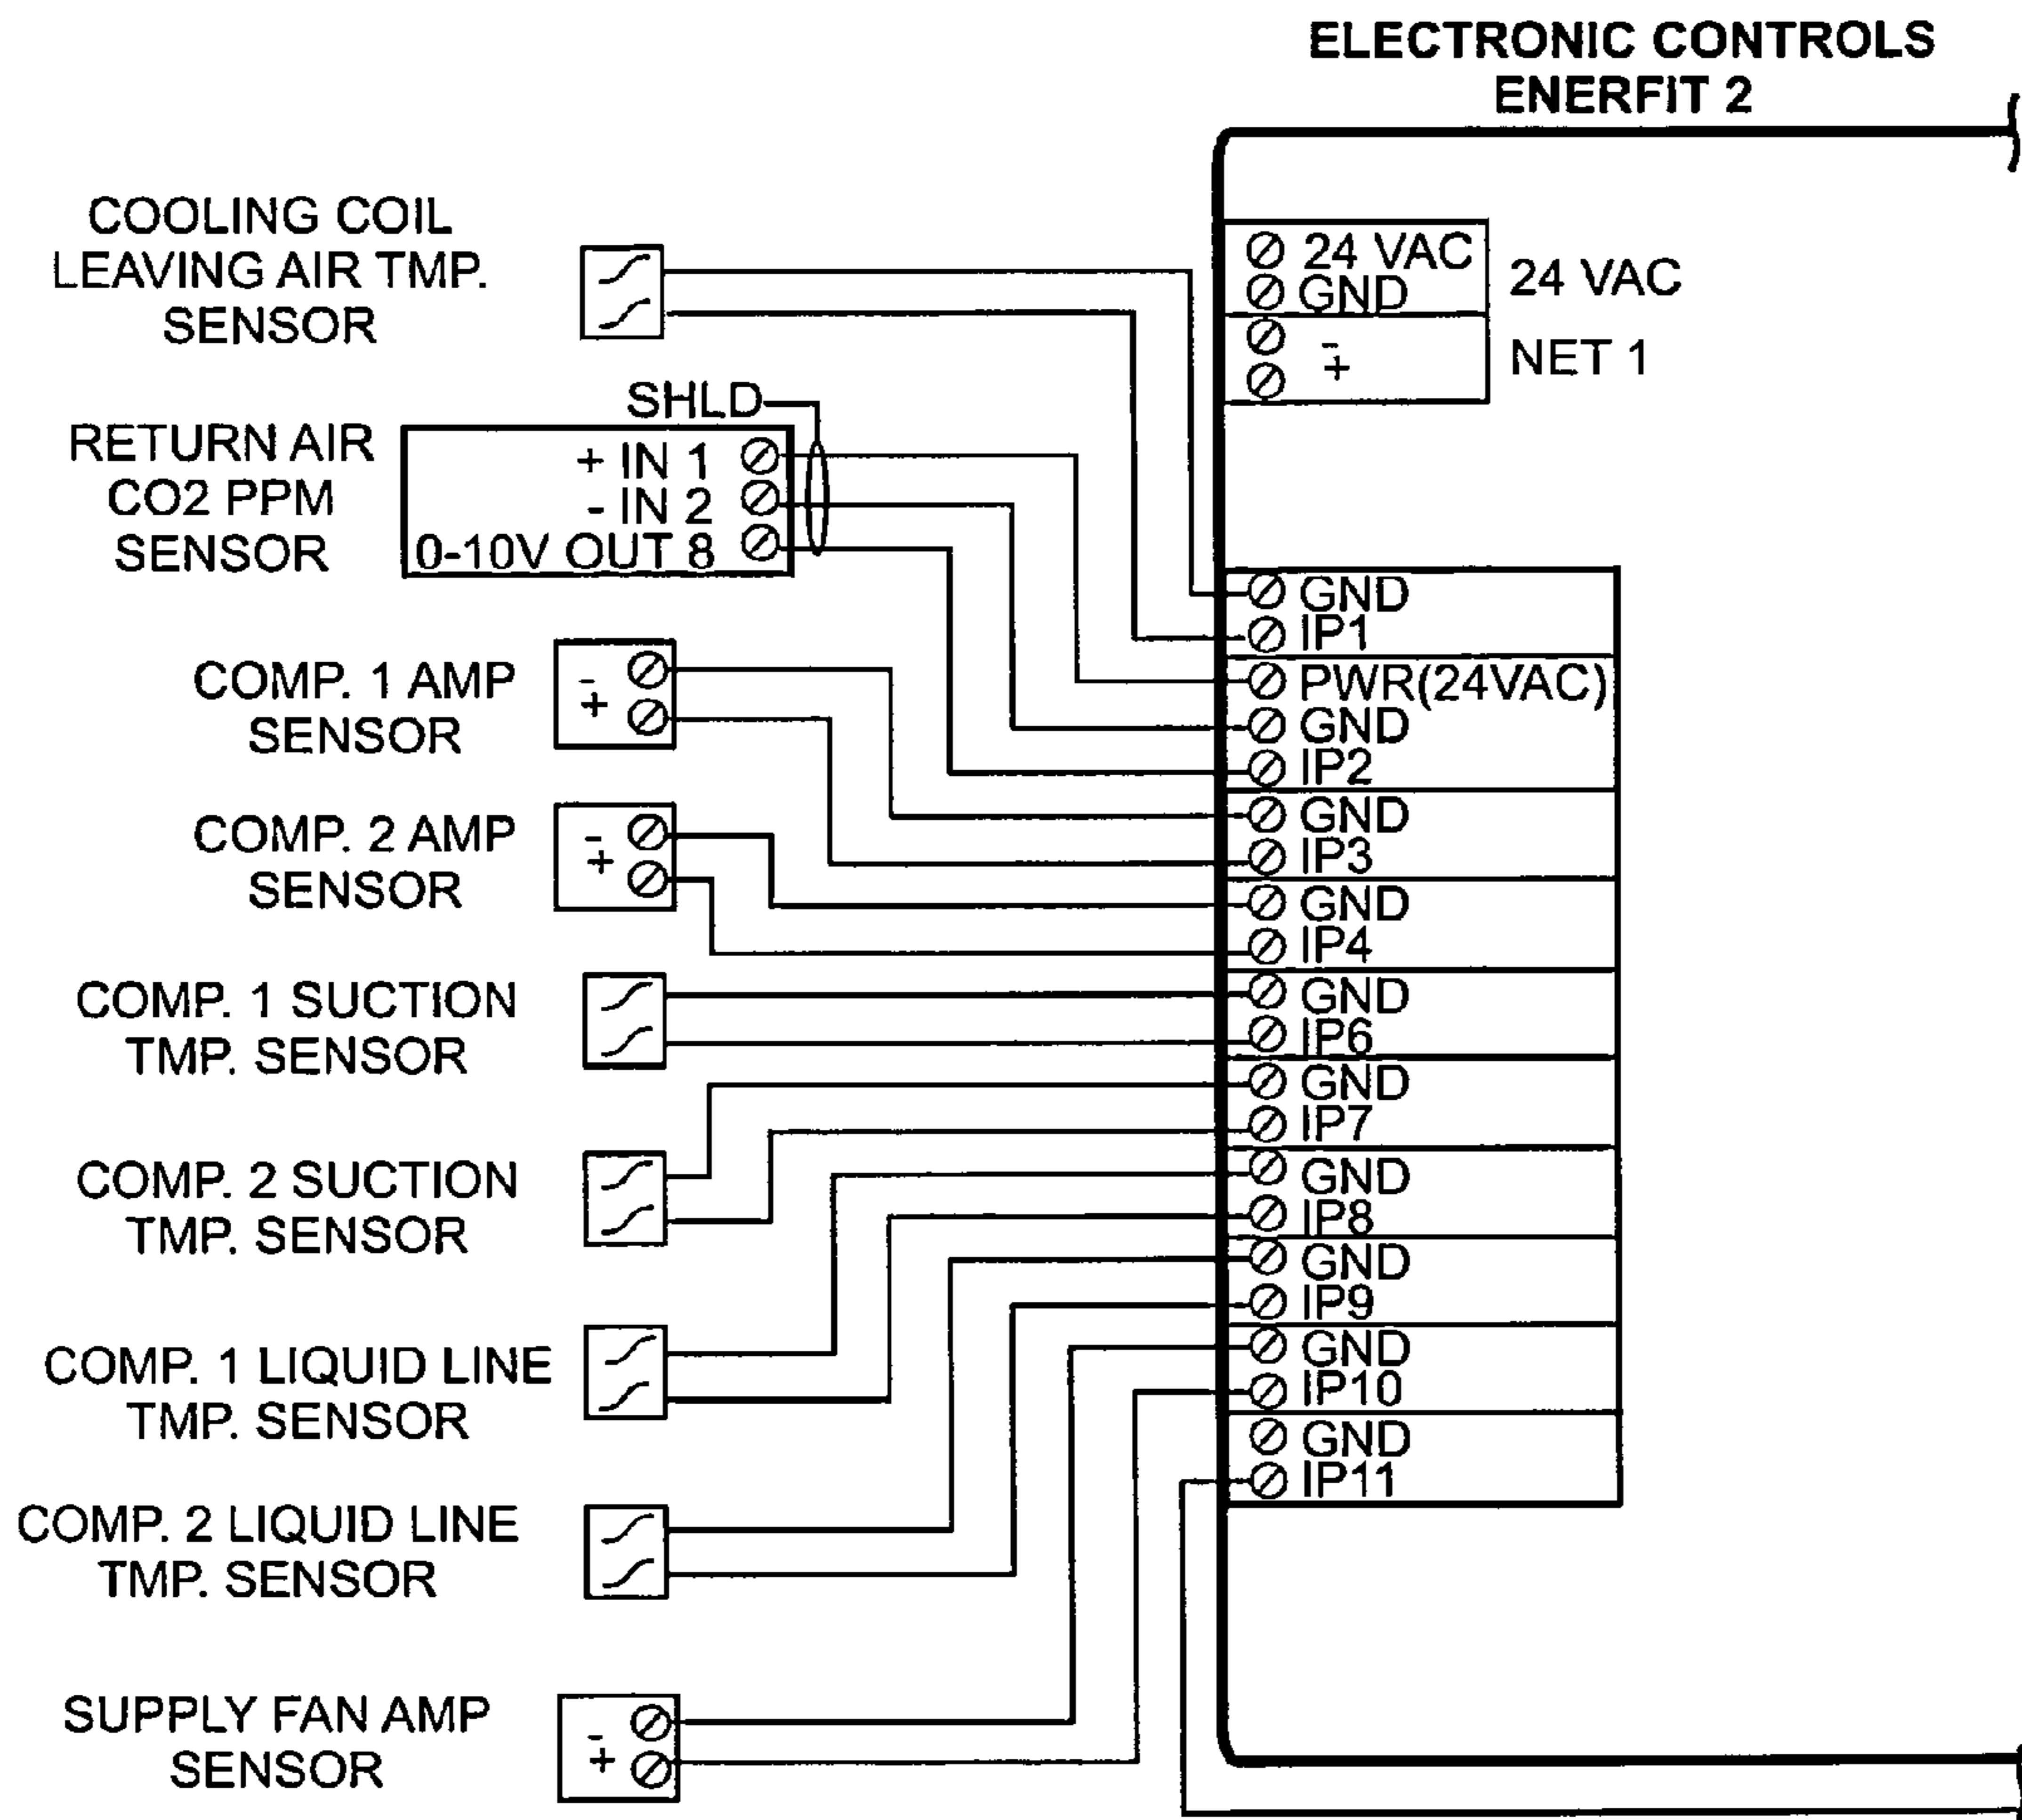 ELECTRONIC CONTROLS
ENERFIT 2
COOLING COIL
LEAVING AIR TMP.
SENSOR
24 VAC
GND
24 VAC
-
+
NET 1
SHLD
RETURN AIR
CO2 PPM
SENSOR
+ IN 1
- IN 2
0-10V OUT 8
COMP. 1 AMP
SENSOR
-
+
COMP. 2 AMP
SENSOR
-
+
COMP. 1 SUCTION
TMP. SENSOR
COMP. 2 SUCTION
TMP. SENSOR
COMP. 1 LIQUID LINE
TMP. SENSOR
COMP. 2 LIQUID LINE
TMP. SENSOR
SUPPLY FAN AMP
SENSOR
-
+
GND
IP1
PWR(24VAC)
GND
IP2
GND
IP3
GND
IP4
GND
IP6
GND
IP7
GND
IP8
GND
IP9
GND
IP10
GND
IP11